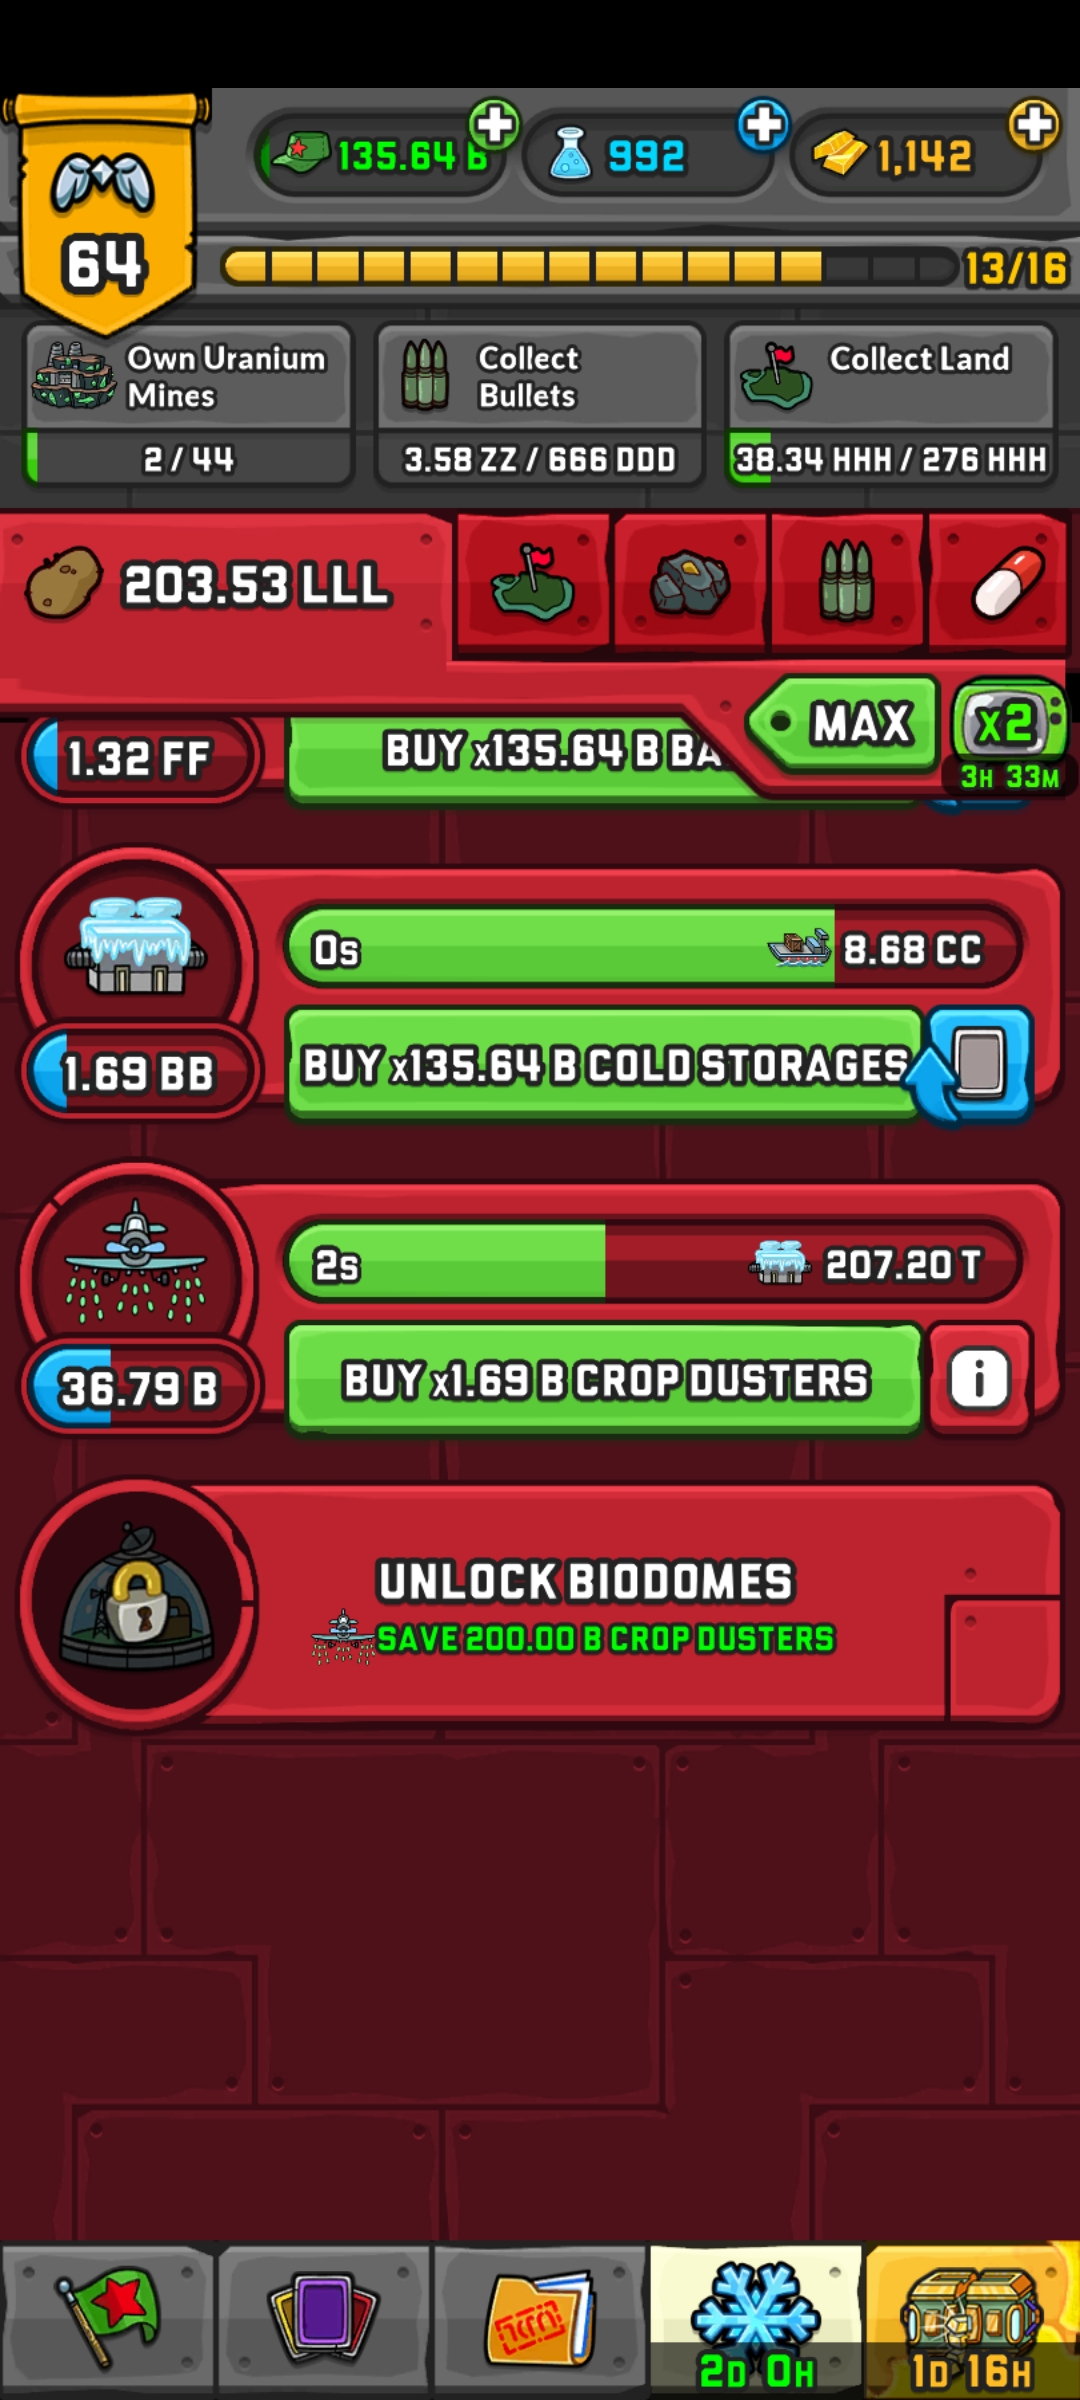 135.64 B
992
1,142
64
13/16
Own Uranium
Mines
2 / 44
Collect
Bullets
3.58 ZZ / 666 DDD
Collect Land
38.34 HHH / 276 HHH
203.53 LLL
MAX
x2
3H 33M
1.32 FF
BUY x135.64 B
0s
8.68 CC
1.69 BB
BUY x135.64 B COLD STORAGES
2s
207.20 T
36.79 B
BUY x1.69 B CROP DUSTERS
i
UNLOCK BIODOMES
SAVE 200.00 B CROP DUSTERS
2D 0H
1D 16H